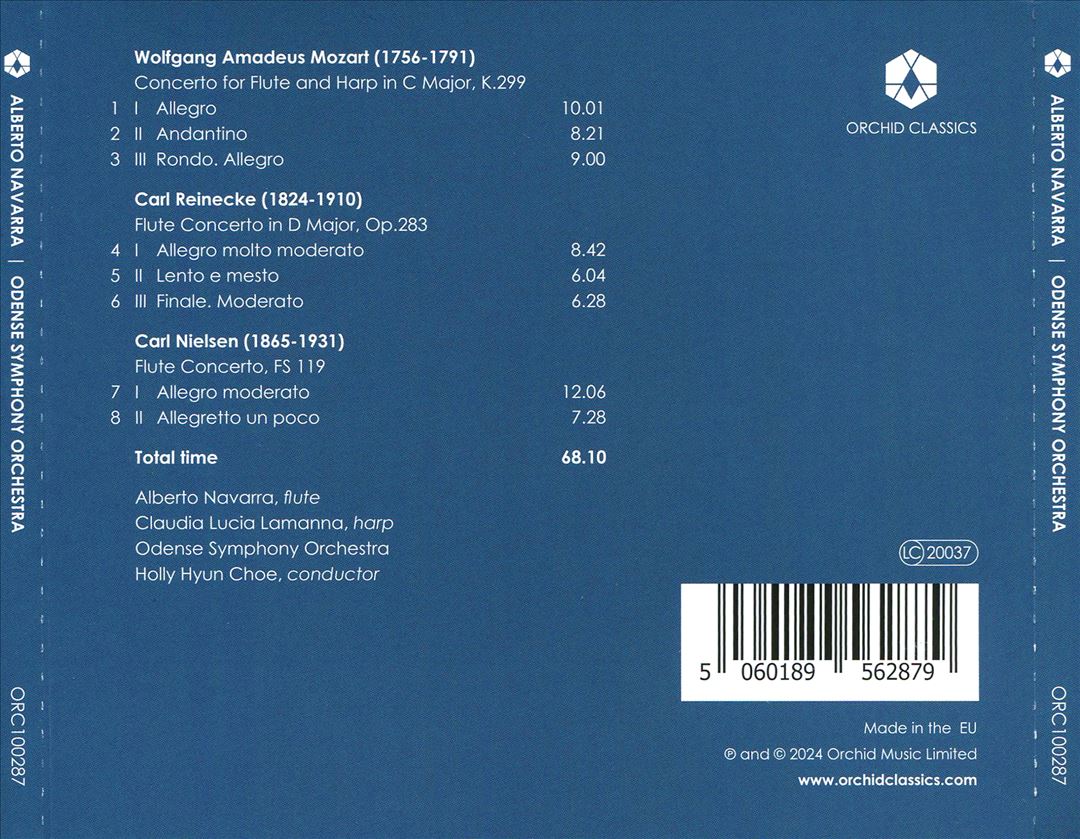 ALBERTO NAVARRA | ODENSE SYMPHONY ORCHESTRA
ORC100287
Wolfgang Amadeus Mozart (1756-1791)
Concerto for Flute and Harp in C Major, K.299
1 I Allegro 10.01
2 II Andantino 8.21
3 III Rondo. Allegro 9.00
Carl Reinecke (1824-1910)
Flute Concerto in D Major, Op.283
4 I Allegro molto moderato 8.42
5 II Lento e mesto 6.04
6 III Finale. Moderato 6.28
Carl Nielsen (1865-1931)
Flute Concerto, FS 119
7 I Allegro moderato 12.06
8 II Allegretto un poco 7.28
Total time 68.10
Alberto Navarra, flute
Claudia Lucia Lamanna, harp
Odense Symphony Orchestra
Holly Hyun Choe, conductor
ORCHID CLASSICS
LC 20037
5 060189 562879
Made in the EU
℗ and © 2024 Orchid Music Limited
www.orchidclassics.com
ALBERTO NAVARRA | ODENSE SYMPHONY ORCHESTRA
ORC100287